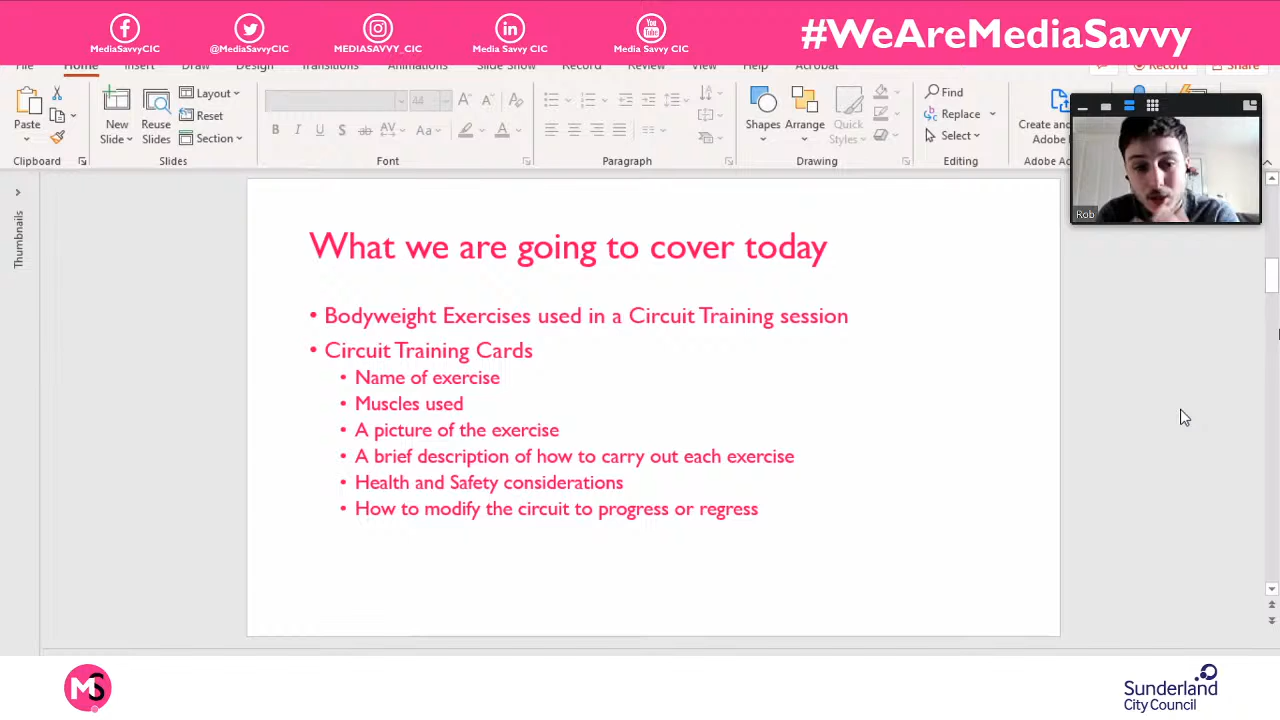 MediaSavvyCIC
@MediaSavvyCIC
MEDIASAVVY_CIC
Media Savvy CIC
Media Savvy CIC
#WeAreMediaSavvy
File Home Insert Draw Design Transitions Animations Slide Show Record Review View Help Acrobat Record Share
Paste
Clipboard
New Slide
Reuse Slides
Layout
Reset
Section
Slides
44
Font
Paragraph
Shapes
Arrange
Quick Styles
Drawing
Find
Replace
Select
Editing
Create and
Adobe
Adobe
Rob
Thumbnails
What we are going to cover today
• Bodyweight Exercises used in a Circuit Training session
• Circuit Training Cards
• Name of exercise
• Muscles used
• A picture of the exercise
• A brief description of how to carry out each exercise
• Health and Safety considerations
• How to modify the circuit to progress or regress
MS
Sunderland
City Council